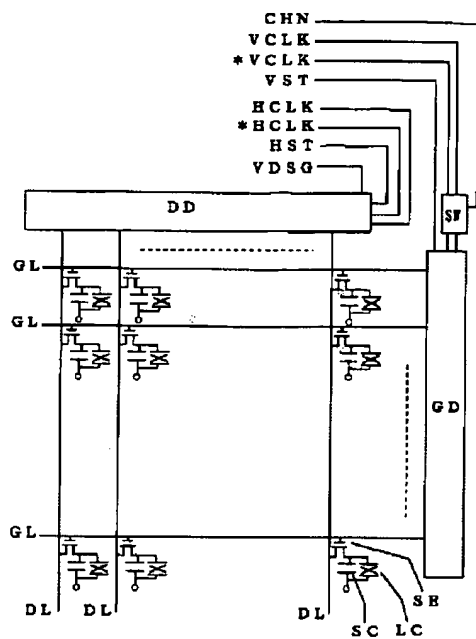 CHN
VCLK
*VCLK
VST
HCLK
*HCLK
HST
VDSG
DD
SW
GL
GL
GD
GL
DL DL DL
SE
SC LC